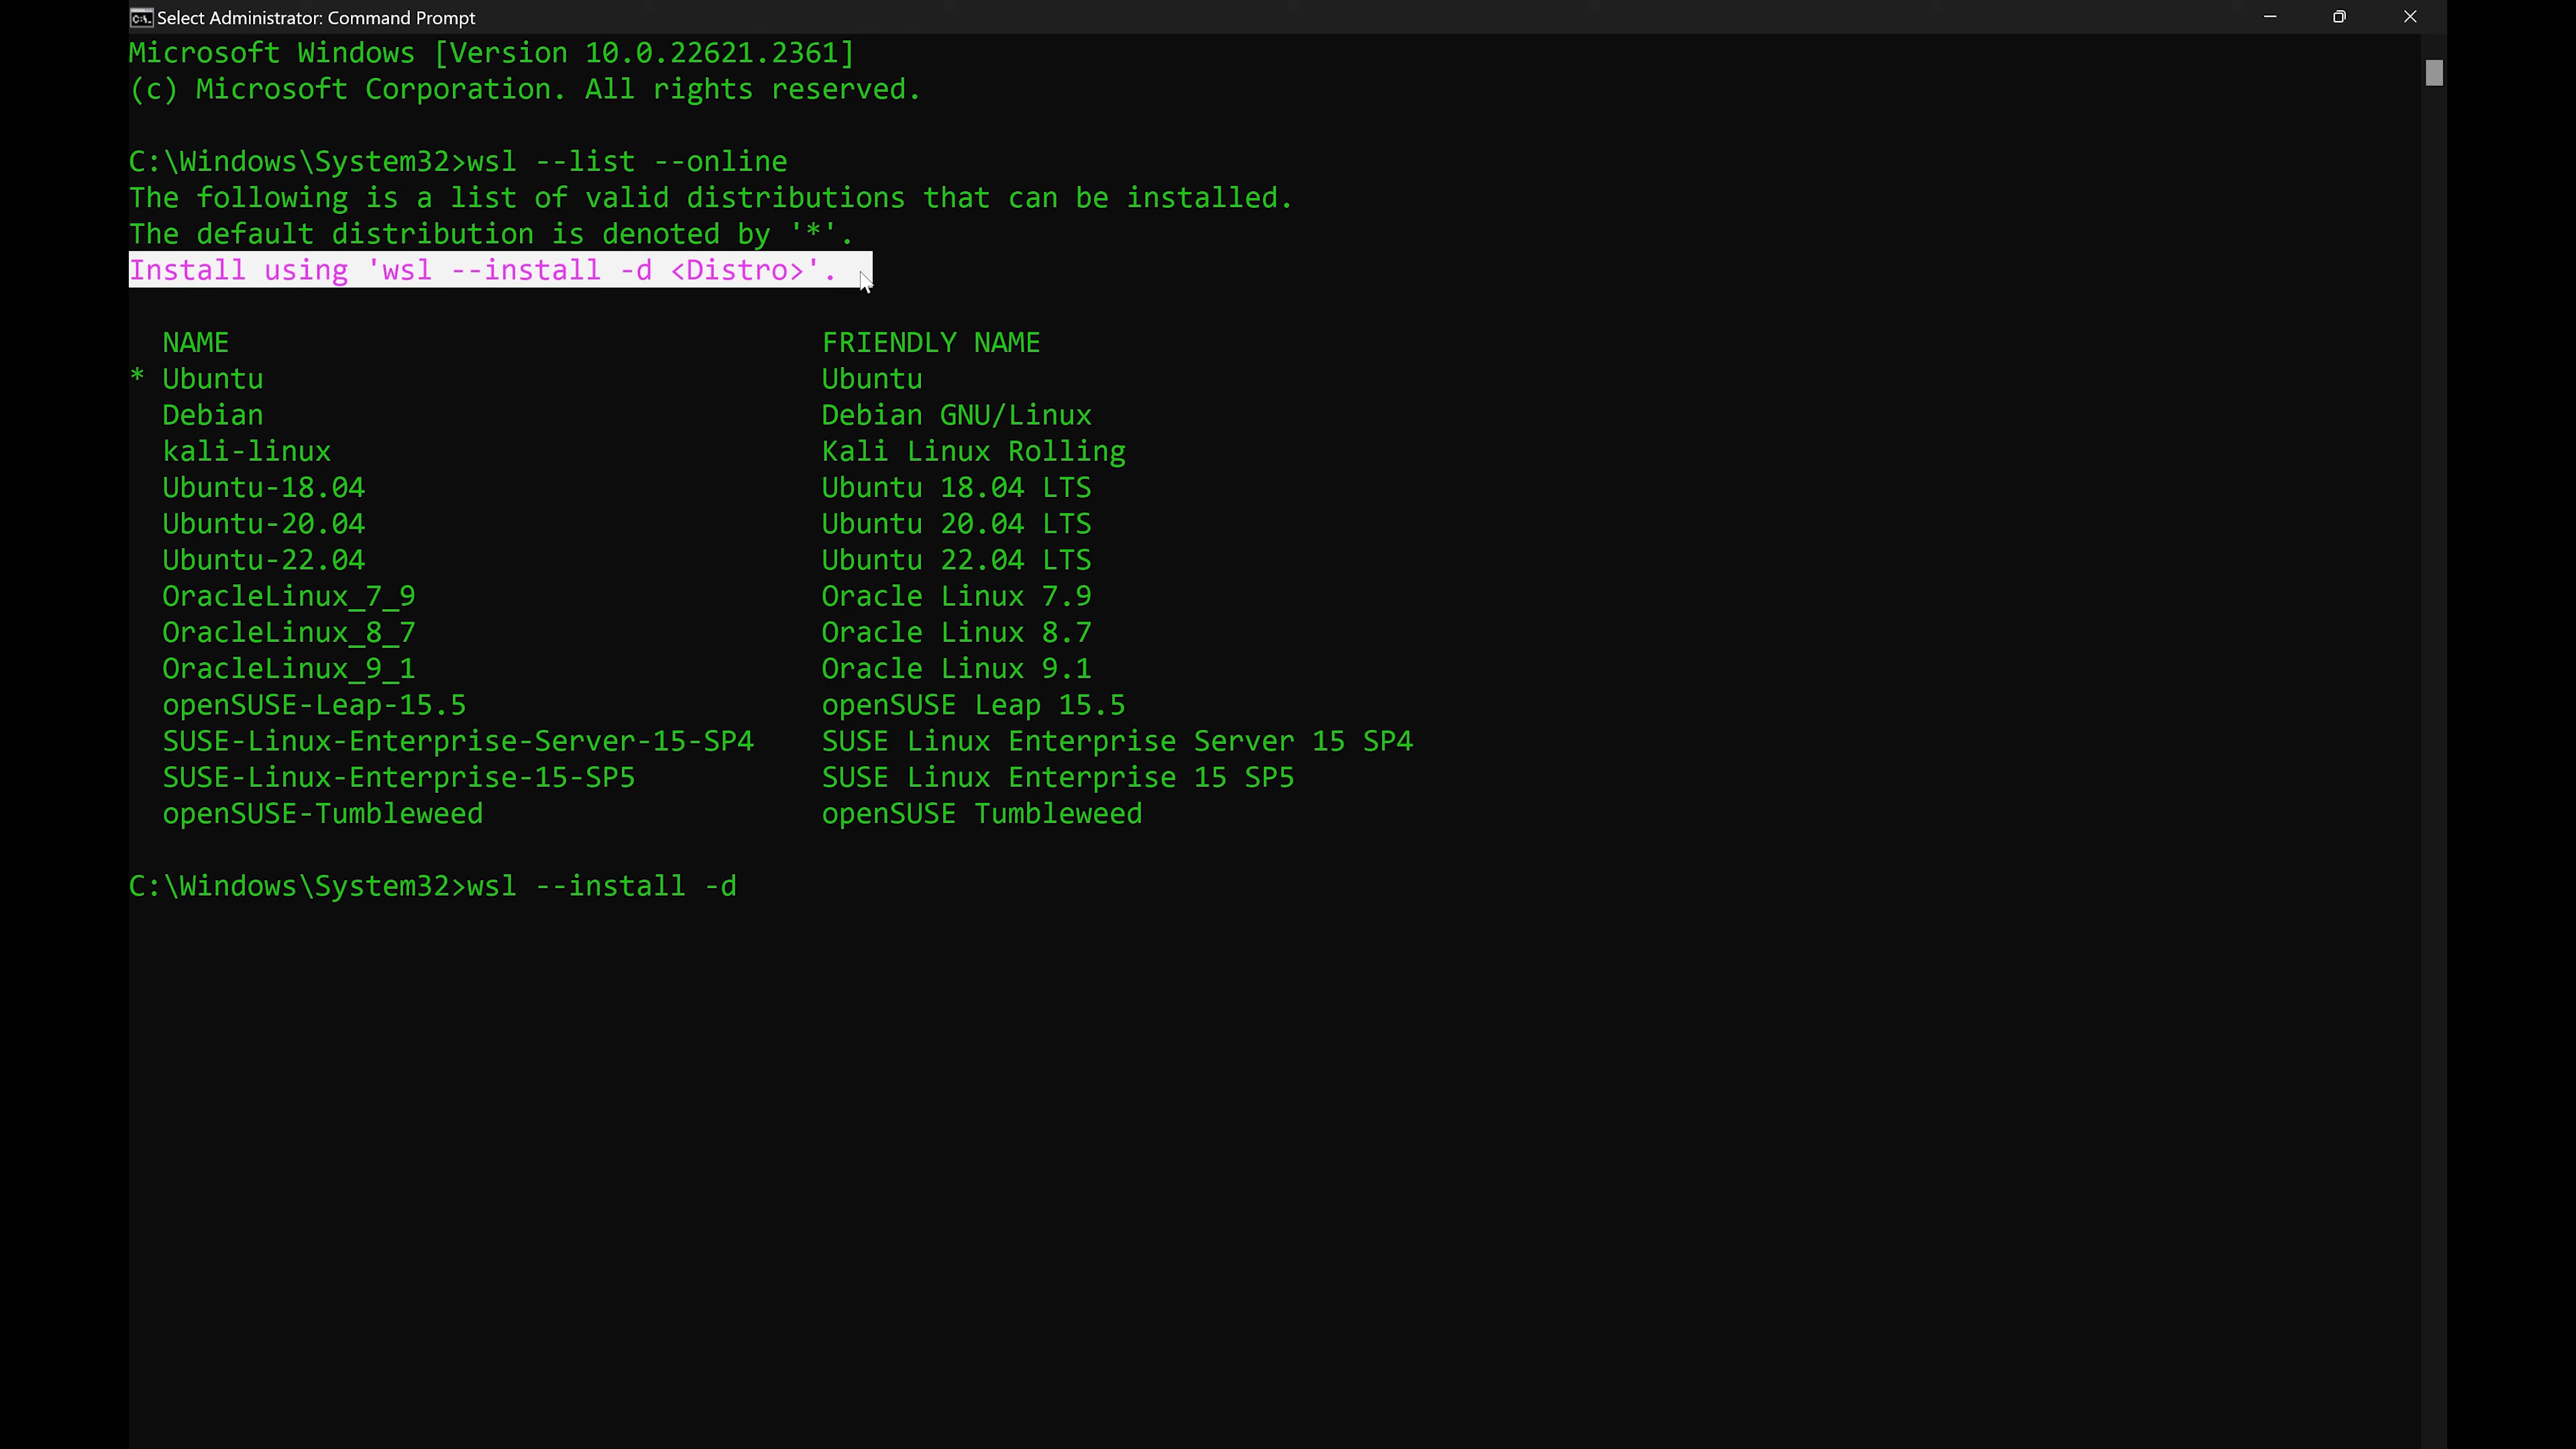 Select Administrator: Command Prompt
Microsoft Windows [Version 10.0.22621.2361]
(c) Microsoft Corporation. All rights reserved.
C:\Windows\System32>wsl --list --online
The following is a list of valid distributions that can be installed.
The default distribution is denoted by '*'.
Install using 'wsl --install -d <Distro>'.
NAME FRIENDLY NAME
* Ubuntu Ubuntu
Debian Debian GNU/Linux
kali-linux Kali Linux Rolling
Ubuntu-18.04 Ubuntu 18.04 LTS
Ubuntu-20.04 Ubuntu 20.04 LTS
Ubuntu-22.04 Ubuntu 22.04 LTS
OracleLinux_7_9 Oracle Linux 7.9
OracleLinux_8_7 Oracle Linux 8.7
OracleLinux_9_1 Oracle Linux 9.1
openSUSE-Leap-15.5 openSUSE Leap 15.5
SUSE-Linux-Enterprise-Server-15-SP4 SUSE Linux Enterprise Server 15 SP4
SUSE-Linux-Enterprise-15-SP5 SUSE Linux Enterprise 15 SP5
openSUSE-Tumbleweed openSUSE Tumbleweed
C:\Windows\System32>wsl --install -d